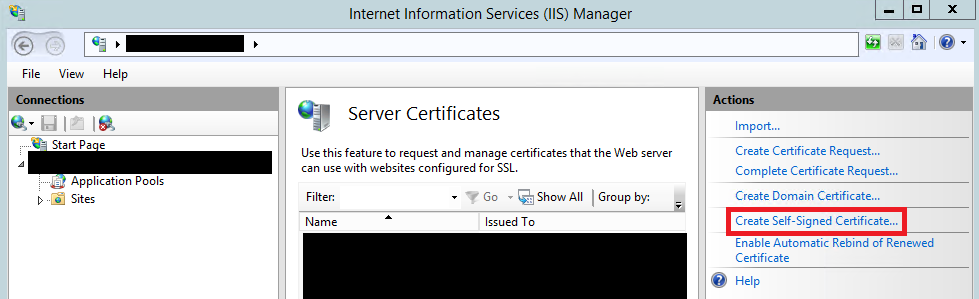 Internet Information Services (IIS) Manager
File View Help
Connections
Start Page
Application Pools
Sites
Server Certificates
Use this feature to request and manage certificates that the Web server
can use with websites configured for SSL.
Filter: Go Show All Group by:
Name Issued To
Actions
Import...
Create Certificate Request...
Complete Certificate Request...
Create Domain Certificate...
Create Self-Signed Certificate...
Enable Automatic Rebind of Renewed
Certificate
Help